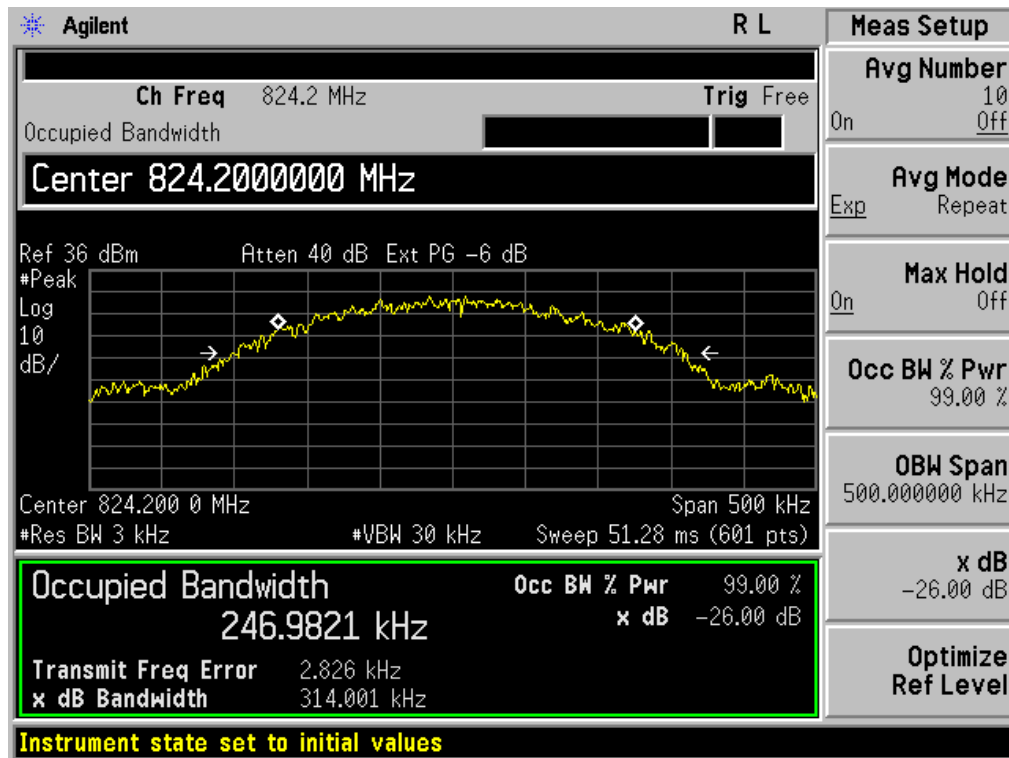 Agilent
R L
Meas Setup
Ch Freq 824.2 MHz
Trig Free
Occupied Bandwidth
Center 824.2000000 MHz
Ref 36 dBm Atten 40 dB Ext PG -6 dB
#Peak
Log
10
dB/
Center 824.200 0 MHz Span 500 kHz
#Res BW 3 kHz #VBW 30 kHz Sweep 51.28 ms (601 pts)
Occupied Bandwidth
246.9821 kHz
Occ BW % Pwr 99.00 %
x dB -26.00 dB
Transmit Freq Error 2.826 kHz
x dB Bandwidth 314.001 kHz
Instrument state set to initial values
Avg Number
10
On Off
Avg Mode
Exp Repeat
Max Hold
On Off
Occ BW % Pwr
99.00 %
OBW Span
500.000000 kHz
x dB
-26.00 dB
Optimize
Ref Level